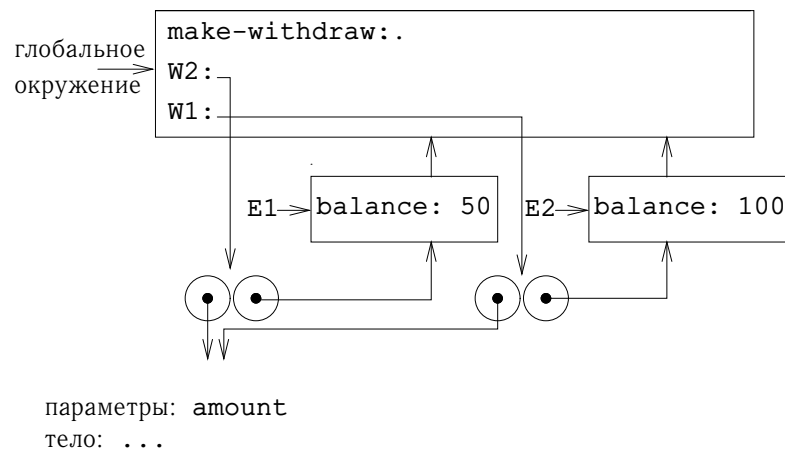 make-withdraw:.
глобальное
окружение
W2:
W1:
E1
balance: 50
E2
balance: 100
параметры: amount
тело: ...